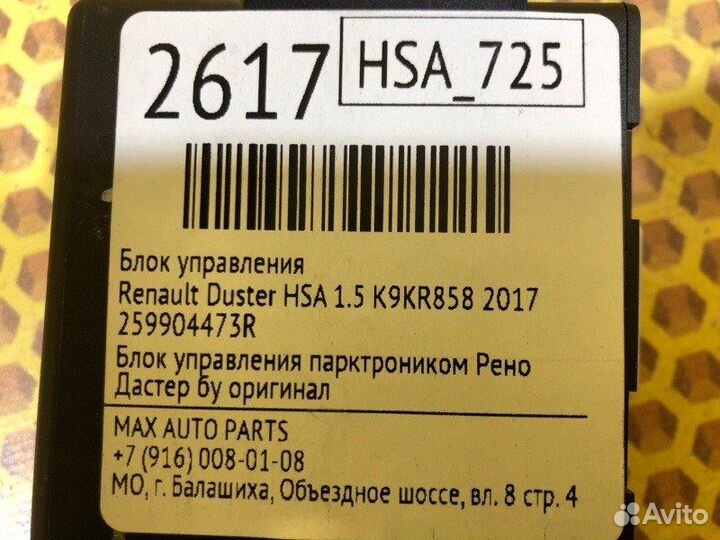 2617
HSA_725
Блок управления
Renault Duster HSA 1.5 K9KR858 2017
259904473R
Блок управления парктроником Рено
Дастер бу оригинал
MAX AUTO PARTS
+7 (916) 008-01-08
МО, г. Балашиха, Объездное шоссе, вл. 8 стр. 4
Avito